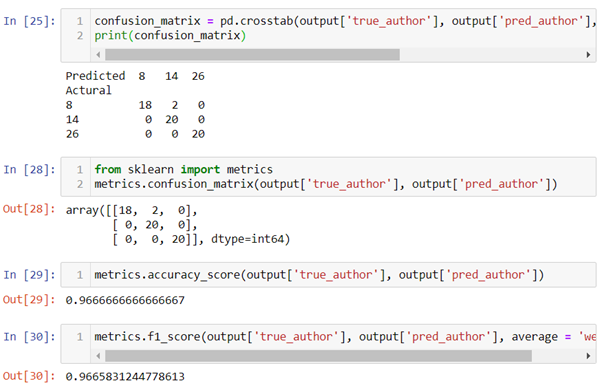 In [25]:
1 confusion_matrix = pd.crosstab(output['true_author'], output['pred_author'],
2 print(confusion_matrix)
Predicted 8 14 26
Actural
8 18 2 0
14 0 20 0
26 0 0 20
In [28]:
1 from sklearn import metrics
2 metrics.confusion_matrix(output['true_author'], output['pred_author'])
Out[28]: array([[18, 2, 0],
[ 0, 20, 0],
[ 0, 0, 20]], dtype=int64)
In [29]:
1 metrics.accuracy_score(output['true_author'], output['pred_author'])
Out[29]: 0.9666666666666667
In [30]:
1 metrics.f1_score(output['true_author'], output['pred_author'], average = 'we
Out[30]: 0.9665831244778613